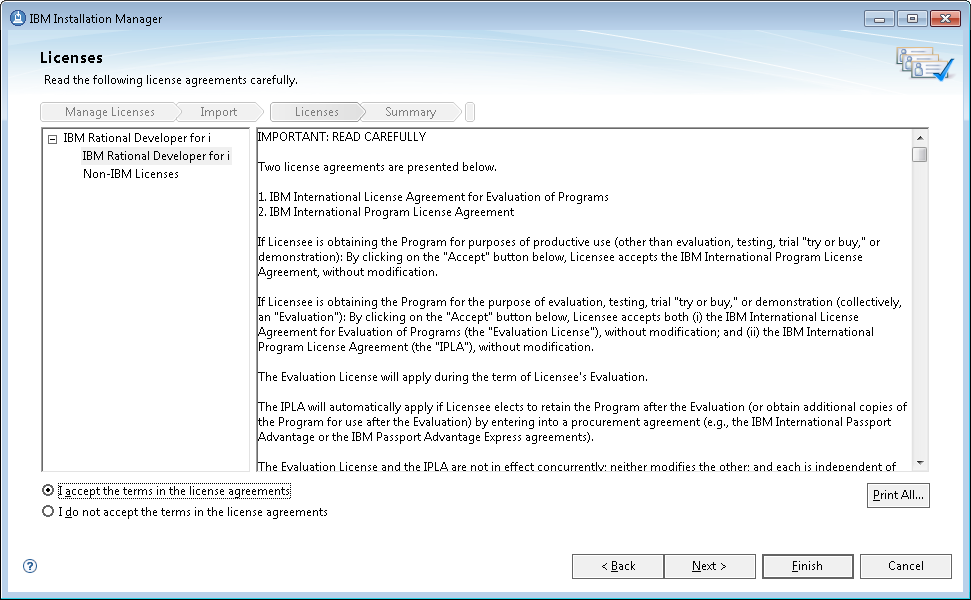 IBM Installation Manager
Licenses
Read the following license agreements carefully.
Manage Licenses
Import
Licenses
Summary
IBM Rational Developer for i
IBM Rational Developer for i
Non-IBM Licenses
IMPORTANT: READ CAREFULLY
Two license agreements are presented below.
1. IBM International License Agreement for Evaluation of Programs
2. IBM International Program License Agreement
If Licensee is obtaining the Program for purposes of productive use (other than evaluation, testing, trial "try or buy," or
demonstration): By clicking on the "Accept" button below, Licensee accepts the IBM International Program License
Agreement, without modification.
If Licensee is obtaining the Program for the purpose of evaluation, testing, trial "try or buy," or demonstration (collectively,
an "Evaluation"): By clicking on the "Accept" button below, Licensee accepts both (i) the IBM International License
Agreement for Evaluation of Programs (the "Evaluation License"), without modification; and (ii) the IBM International
Program License Agreement (the "IPLA"), without modification.
The Evaluation License will apply during the term of Licensee's Evaluation.
The IPLA will automatically apply if Licensee elects to retain the Program after the Evaluation (or obtain additional copies of
the Program for use after the Evaluation) by entering into a procurement agreement (e.g., the IBM International Passport
Advantage or the IBM Passport Advantage Express agreements).
The Evaluation License and the IPLA are not in effect concurrently; neither modifies the other; and each is independent of
I accept the terms in the license agreements
I do not accept the terms in the license agreements
Print All...
?
< Back
Next >
Finish
Cancel